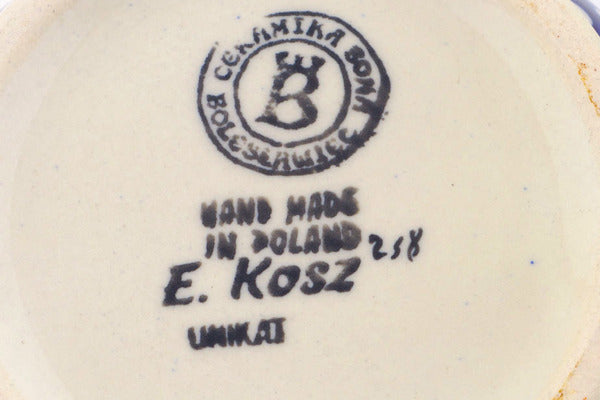 CERAMIKA BONA
BOLESŁAWIEC
B
HAND MADE
IN POLAND 258
E. KOSZ
UNIKAT